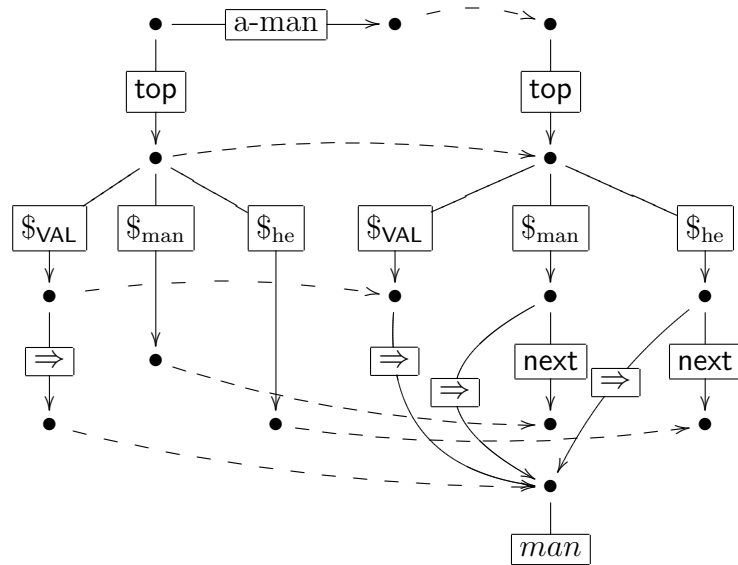 a-man
top top
$VAL $man $he $VAL $man $he
⇒ ⇒ next ⇒ next
⇒
man